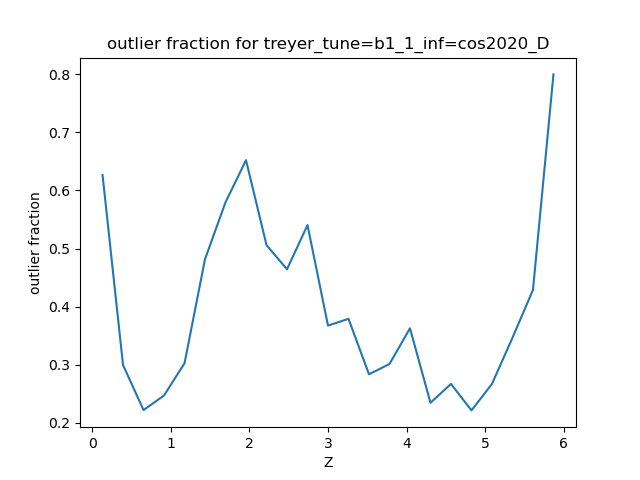 outlier fraction for treyer_tune=b1_1_inf=cos2020_D
0.8
0.7
0.6
0.5
0.4
0.3
0.2
outlier fraction
0 1 2 3 4 5 6
Z